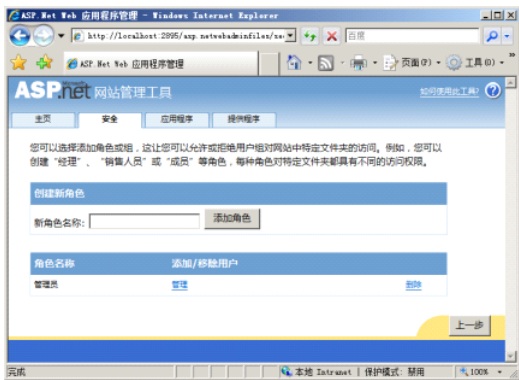 ASP.Net Web 应用程序管理 - Windows Internet Explorer
http://localhost:2895/asp.netwebadminfiles/se 百度
ASP.Net Web 应用程序管理 页面(P) 工具(O)
ASP.net 网站管理工具 如何使用此工具?
主页 安全 应用程序 提供程序
您可以选择添加角色或组，这让您可以允许或拒绝用户组对网站中特定文件夹的访问。例如，您可以
创建“经理”、“销售人员”或“成员”等角色，每种角色对特定文件夹都具有不同的访问权限。
创建新角色
新角色名称: 添加角色
角色名称 添加/移除用户
管理员 管理 删除
上一步
完成 本地 Intranet | 保护模式: 禁用 100%